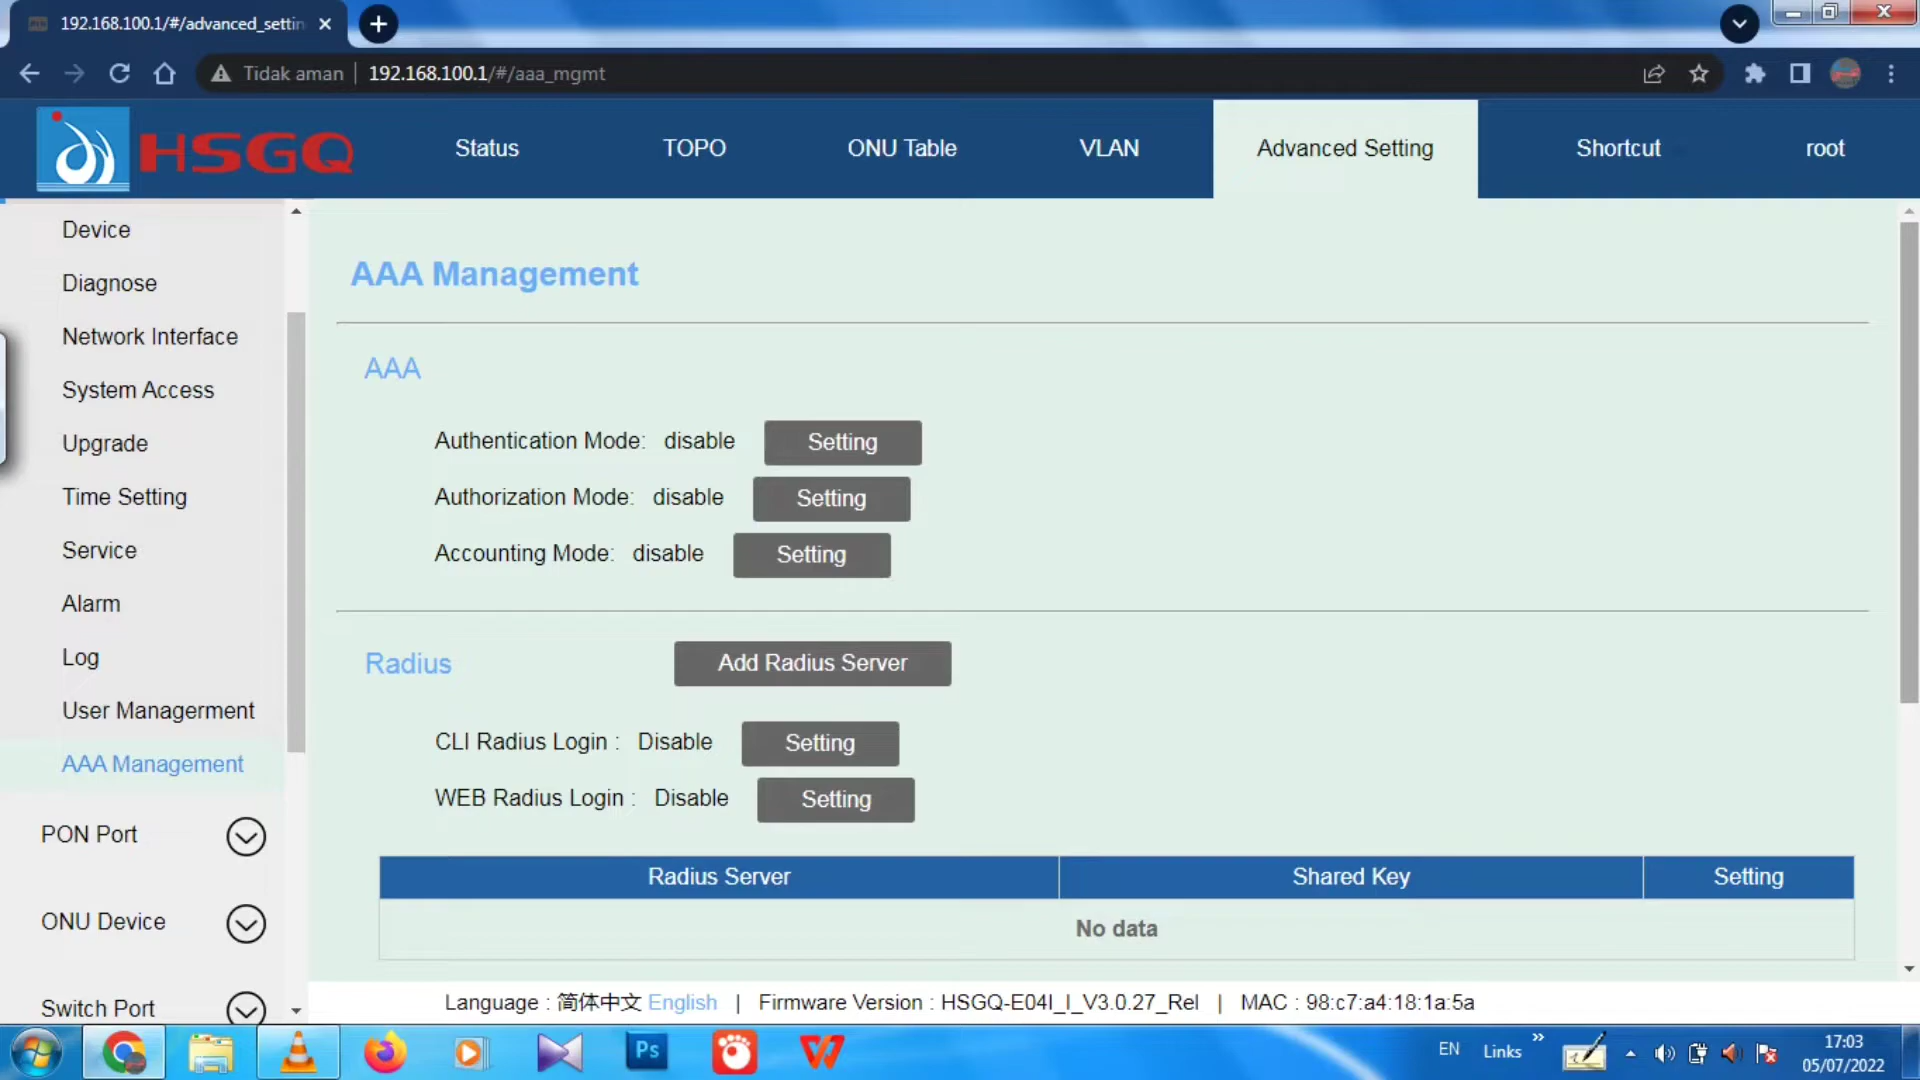 192.168.100.1/#/advanced_settin
Tidak aman 192.168.100.1/#/aaa_mgmt
HSGQ
Status TOPO ONU Table VLAN Advanced Setting Shortcut root
Device
Diagnose
Network Interface
System Access
Upgrade
Time Setting
Service
Alarm
Log
User Managerment
AAA Management
PON Port
ONU Device
Switch Port
AAA Management
AAA
Authentication Mode: disable Setting
Authorization Mode: disable Setting
Accounting Mode: disable Setting
Radius Add Radius Server
CLI Radius Login : Disable Setting
WEB Radius Login : Disable Setting
Radius Server Shared Key Setting
No data
Language : 简体中文 English | Firmware Version : HSGQ-E04I_I_V3.0.27_Rel | MAC : 98:c7:a4:18:1a:5a
Ps
EN Links » 17:03
05/07/2022